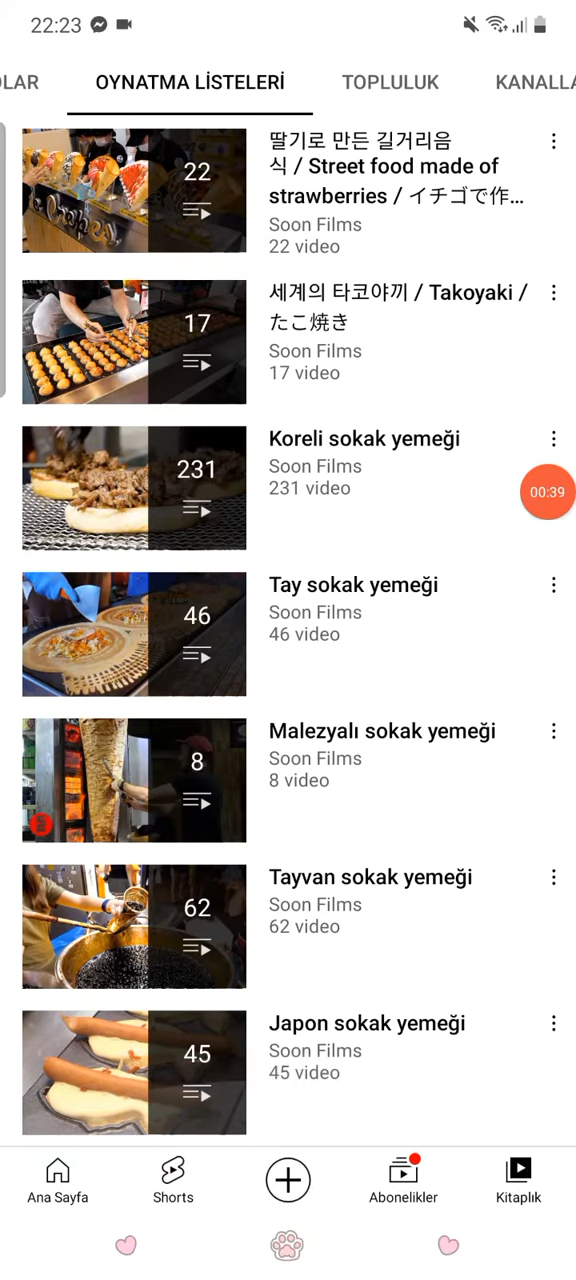 22:23
OLAR
OYNATMA LİSTELERİ
TOPLULUK
KANALLA
22
딸기로 만든 길거리음
식 / Street food made of
strawberries / イチゴで作...
Soon Films
22 video
17
세계의 타코야끼 / Takoyaki /
たこ焼き
Soon Films
17 video
231
Koreli sokak yemeği
Soon Films
231 video
00:39
46
Tay sokak yemeği
Soon Films
46 video
8
Malezyalı sokak yemeği
Soon Films
8 video
62
Tayvan sokak yemeği
Soon Films
62 video
45
Japon sokak yemeği
Soon Films
45 video
Ana Sayfa
Shorts
Abonelikler
Kitaplık